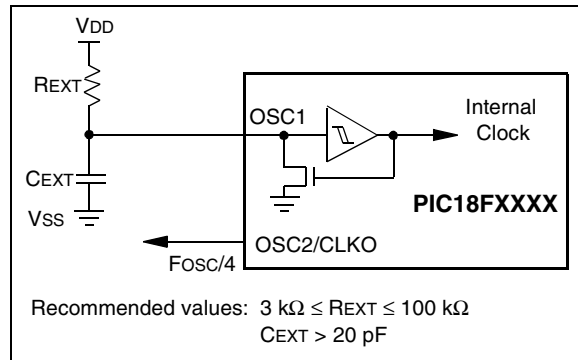 VDD
REXT
OSC1
Internal
Clock
CEXT
PIC18FXXXX
VSS
OSC2/CLKO
FOSC/4
Recommended values: 3 kΩ ≤ REXT ≤ 100 kΩ
CEXT > 20 pF